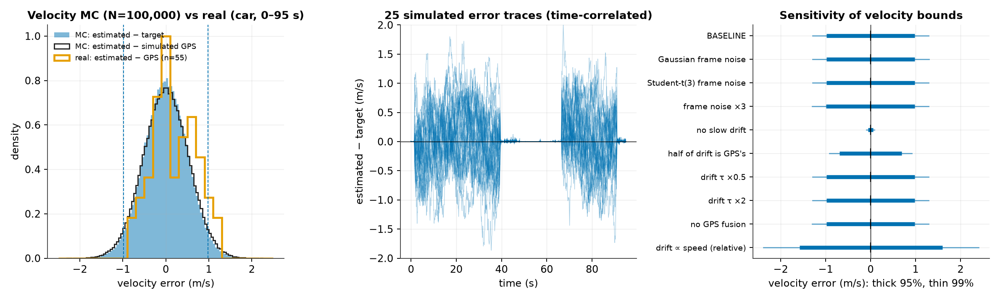 Velocity MC (N=100,000) vs real (car, 0–95 s)
MC: estimated − target
MC: estimated − simulated GPS
real: estimated − GPS (n=55)
density
1.0
0.8
0.6
0.4
0.2
0.0
−2
−1
0
1
2
velocity error (m/s)
25 simulated error traces (time-correlated)
estimated − target (m/s)
2.0
1.5
1.0
0.5
0.0
−0.5
−1.0
−1.5
−2.0
0
20
40
60
80
time (s)
Sensitivity of velocity bounds
BASELINE
Gaussian frame noise
Student-t(3) frame noise
frame noise ×3
no slow drift
half of drift is GPS's
drift τ ×0.5
drift τ ×2
no GPS fusion
drift ∝ speed (relative)
−2
−1
0
1
2
velocity error (m/s): thick 95%, thin 99%